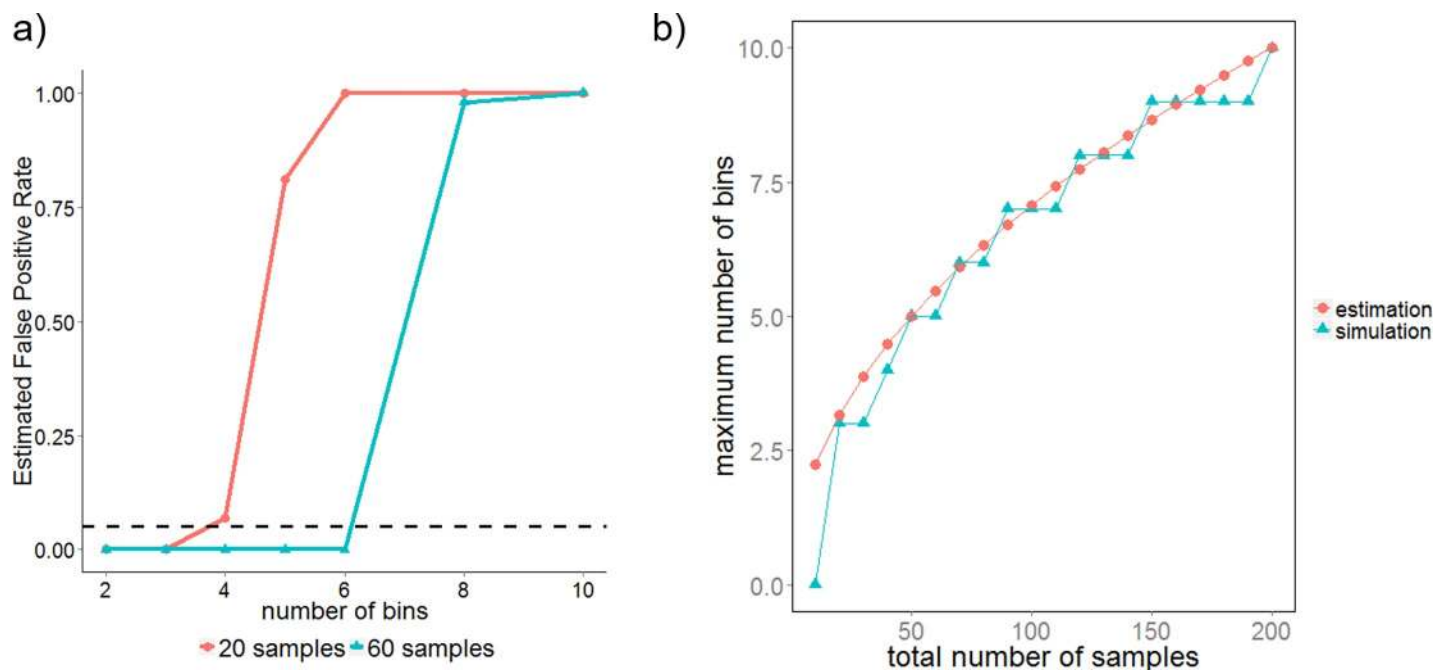 a)
Estimated False Positive Rate
1.00
0.75
0.50
0.25
0.00
2 4 6 8 10
number of bins
20 samples 60 samples
b)
maximum number of bins
10.0
7.5
5.0
2.5
0.0
50 100 150 200
total number of samples
estimation
simulation